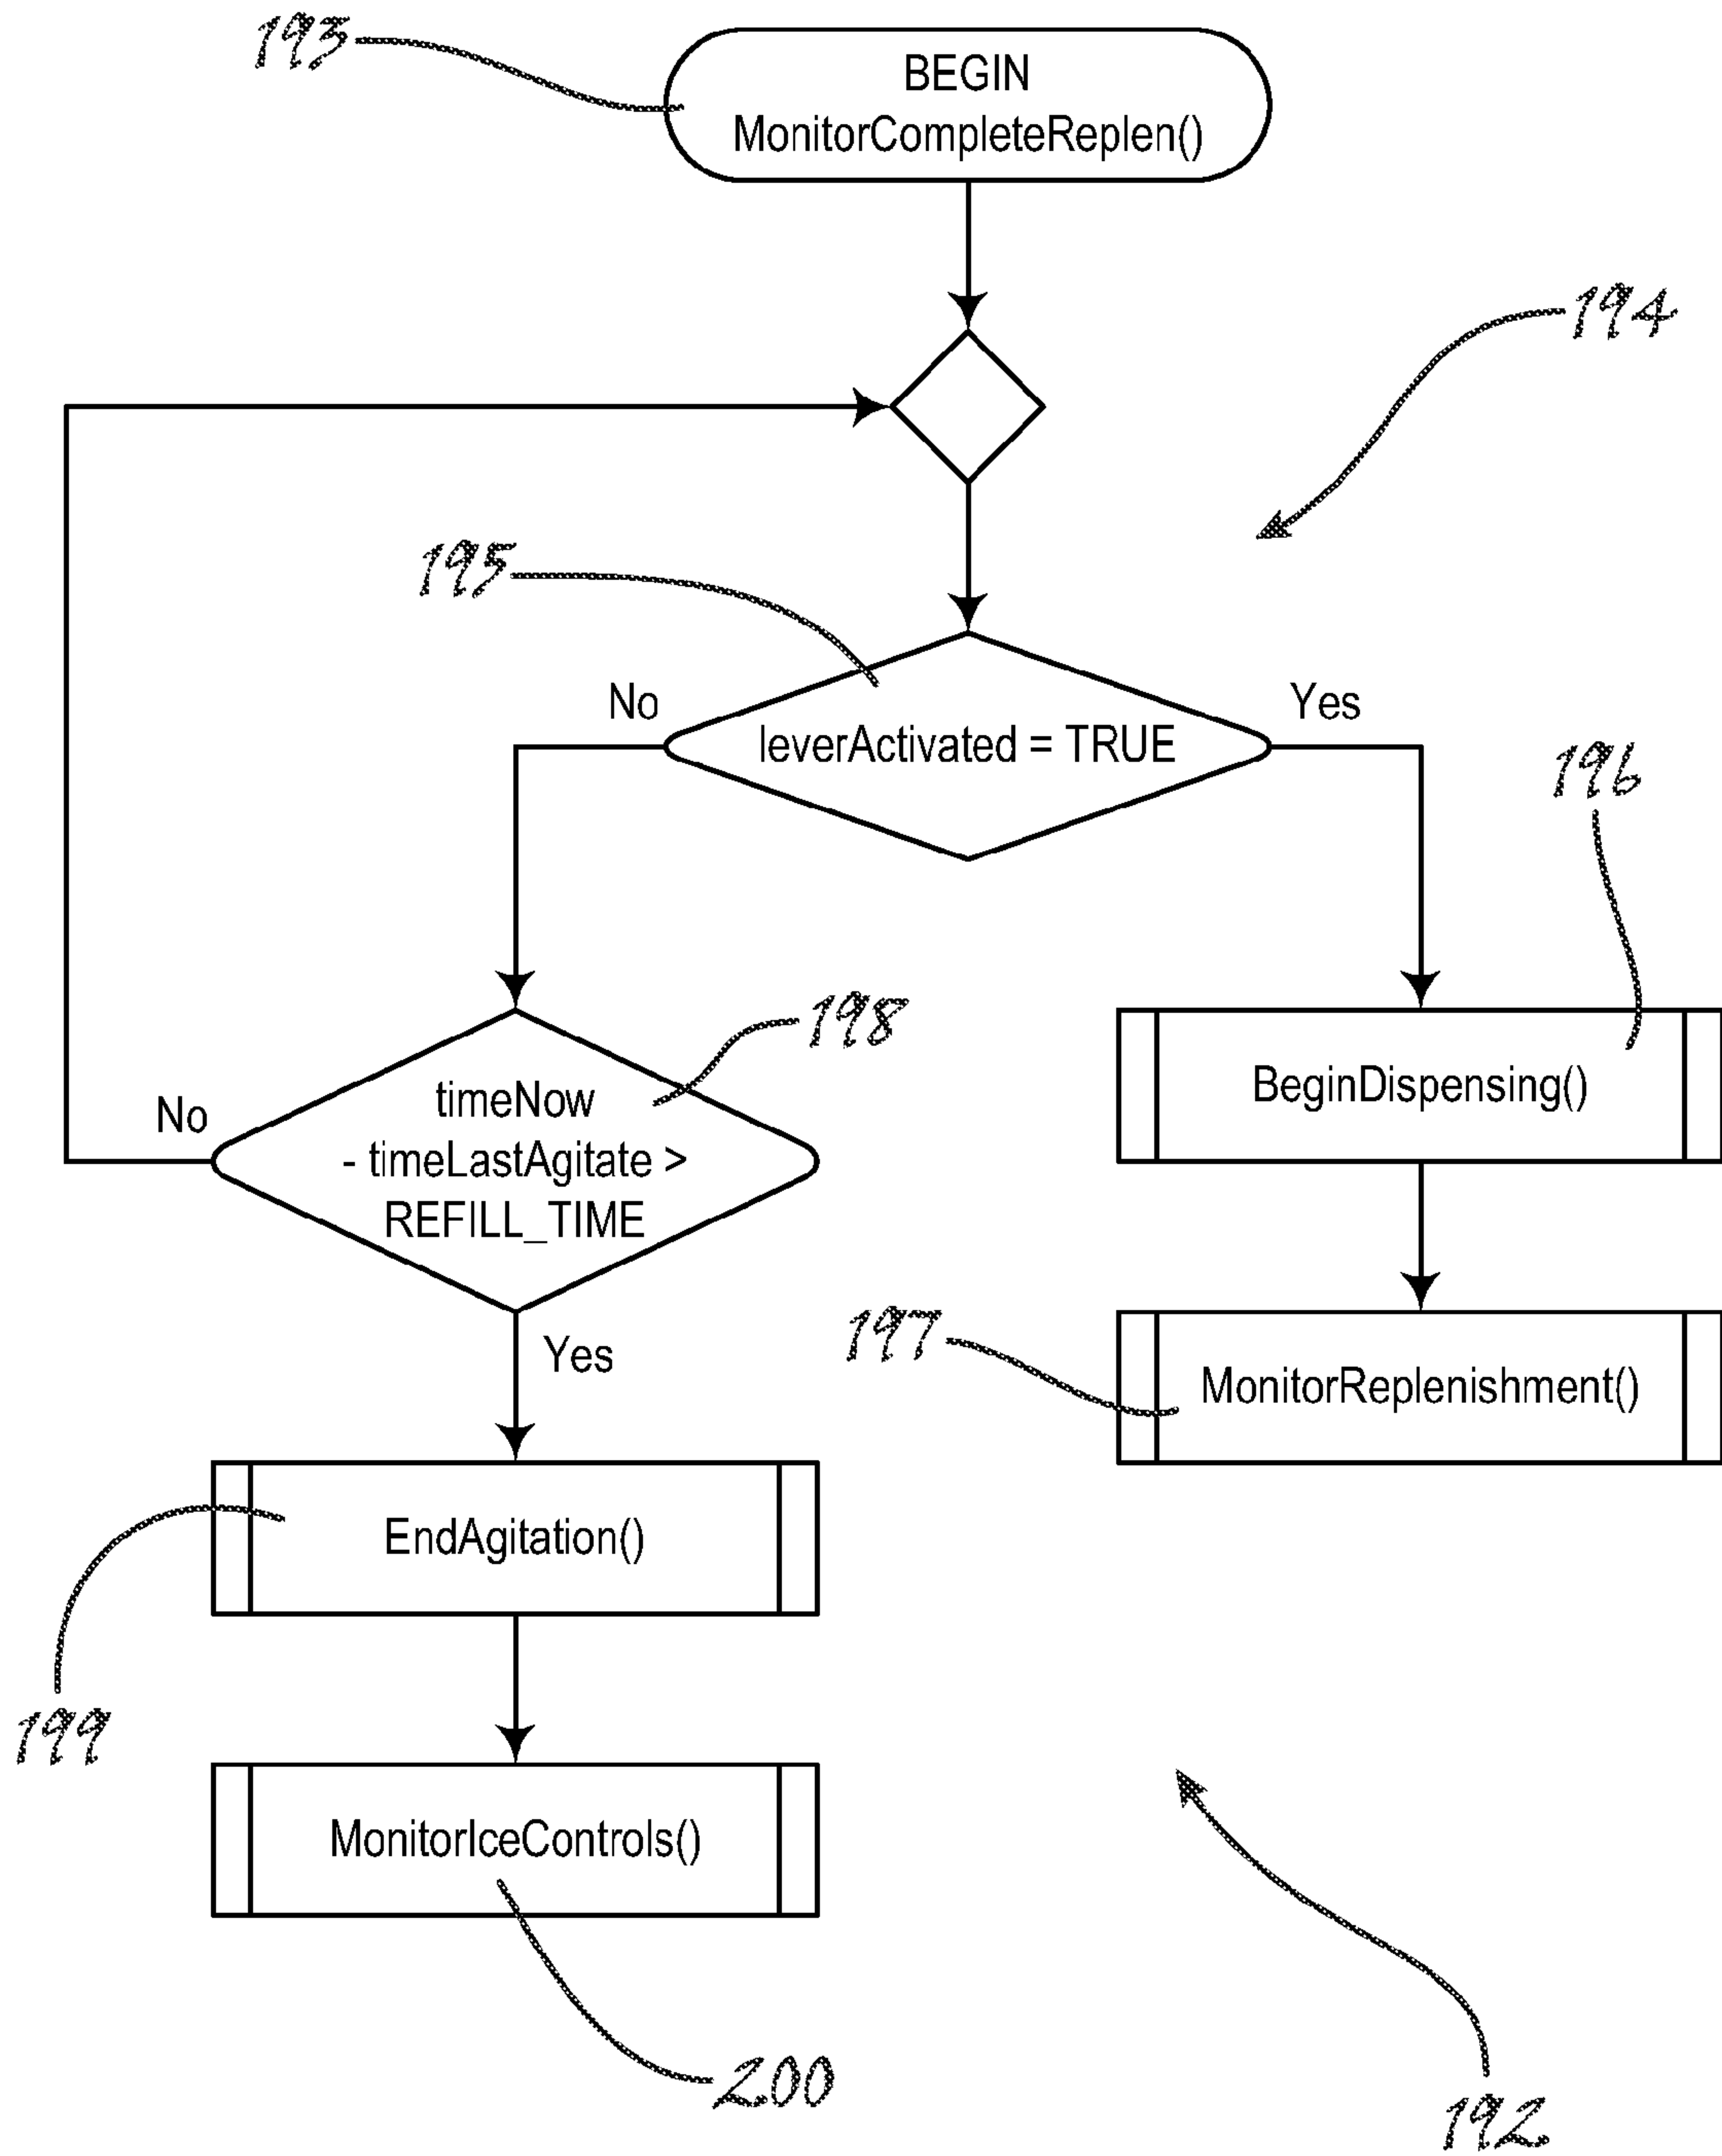 193
BEGIN
MonitorCompleteReplen()
194
195
No
Yes
leverActivated = TRUE
196
198
BeginDispensing()
No
timeNow
- timeLastAgitate >
REFILL_TIME
197
Yes
MonitorReplenishment()
EndAgitation()
199
MonitorIceControls()
200
192